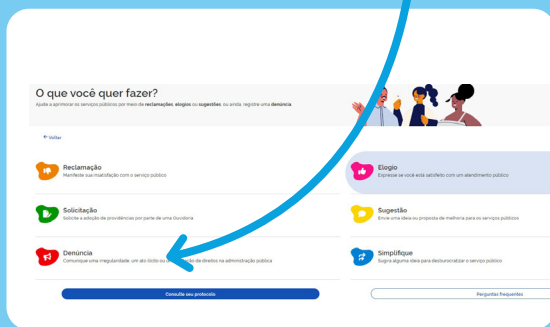 O que você quer fazer?
Ajude a aprimorar os serviços públicos por meio de reclamações, elogios ou sugestões, ou ainda, registre uma denúncia.
Voltar
Reclamação
Manifeste sua insatisfação com o serviço público
Elogio
Expresse se você está satisfeito com um atendimento público
Solicitação
Solicite a adoção de providências por parte de uma Ouvidoria
Sugestão
Envie uma ideia ou proposta de melhoria para os serviços públicos
Denúncia
Comunique uma irregularidade, um ato ilícito ou de direitos na administração pública
Simplifique
Sugira alguma ideia para desburocratizar o serviço público
Consulte seu protocolo
Perguntas frequentes